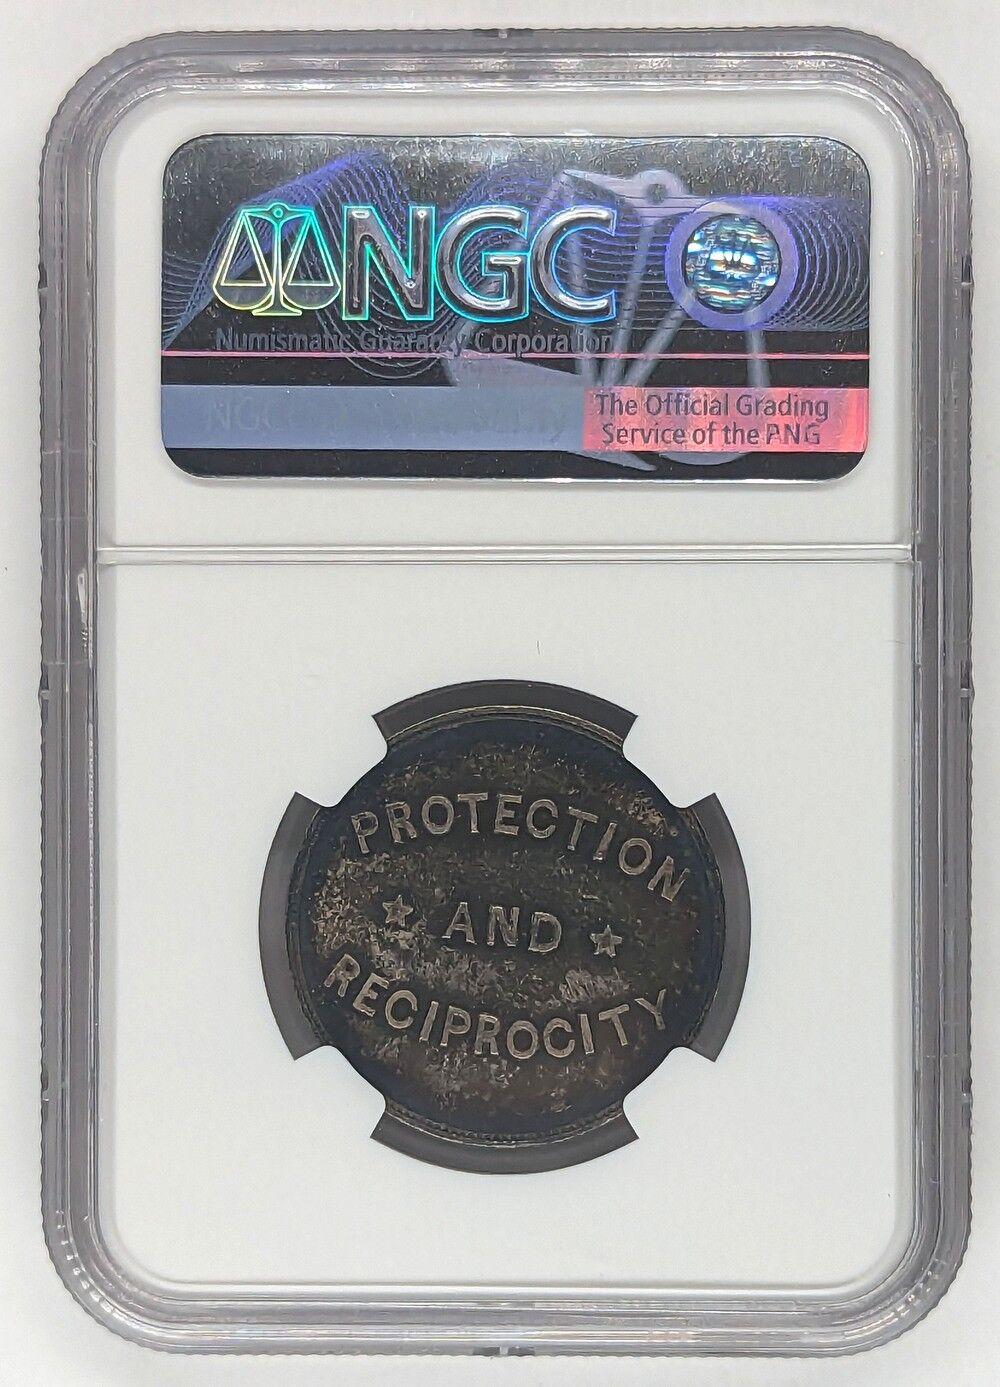 NGC
Numismatic Guaranty Corporation
The Official Grading
Service of the PNG
PROTECTION
AND
RECIPROCITY